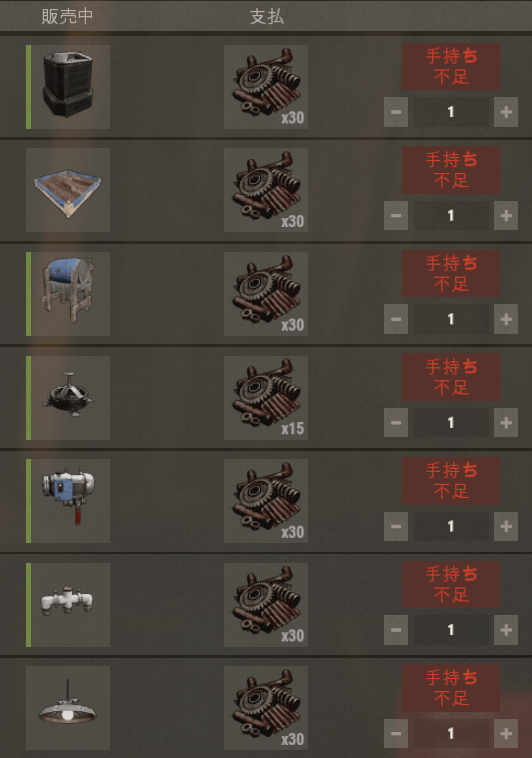 販売中 支払
x30
手持ち
不足
− 1 +
x30
手持ち
不足
− 1 +
x30
手持ち
不足
− 1 +
x15
手持ち
不足
− 1 +
x30
手持ち
不足
− 1 +
x30
手持ち
不足
− 1 +
x30
手持ち
不足
− 1 +